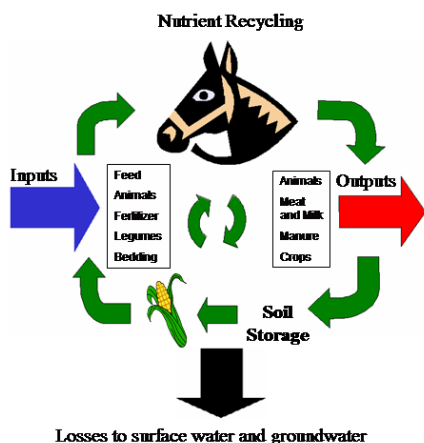 Nutrient Recycling
Inputs
Feed
Animals
Fertilizer
Legumes
Bedding
Animals
Meat
and Milk
Manure
Crops
Outputs
Soil
Storage
Losses to surface water and groundwater